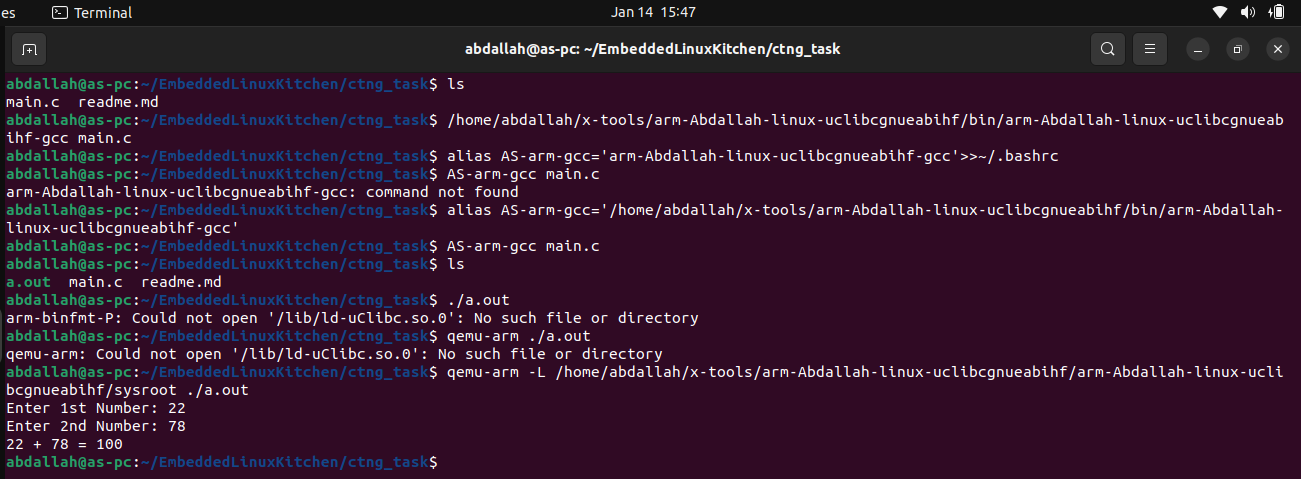 es
Terminal
Jan 14 15:47
abdallah@as-pc: ~/EmbeddedLinuxKitchen/ctng_task
abdallah@as-pc:~/EmbeddedLinuxKitchen/ctng_task$ ls
main.c  readme.md
abdallah@as-pc:~/EmbeddedLinuxKitchen/ctng_task$ /home/abdallah/x-tools/arm-Abdallah-linux-uclibcgnueabihf/bin/arm-Abdallah-linux-uclibcgnueab
ihf-gcc main.c
abdallah@as-pc:~/EmbeddedLinuxKitchen/ctng_task$ alias AS-arm-gcc='arm-Abdallah-linux-uclibcgnueabihf-gcc'>>~/.bashrc
abdallah@as-pc:~/EmbeddedLinuxKitchen/ctng_task$ AS-arm-gcc main.c
arm-Abdallah-linux-uclibcgnueabihf-gcc: command not found
abdallah@as-pc:~/EmbeddedLinuxKitchen/ctng_task$ alias AS-arm-gcc='/home/abdallah/x-tools/arm-Abdallah-linux-uclibcgnueabihf/bin/arm-Abdallah-
linux-uclibcgnueabihf-gcc'
abdallah@as-pc:~/EmbeddedLinuxKitchen/ctng_task$ AS-arm-gcc main.c
abdallah@as-pc:~/EmbeddedLinuxKitchen/ctng_task$ ls
a.out  main.c  readme.md
abdallah@as-pc:~/EmbeddedLinuxKitchen/ctng_task$ ./a.out
arm-binfmt-P: Could not open '/lib/ld-uClibc.so.0': No such file or directory
abdallah@as-pc:~/EmbeddedLinuxKitchen/ctng_task$ qemu-arm ./a.out
qemu-arm: Could not open '/lib/ld-uClibc.so.0': No such file or directory
abdallah@as-pc:~/EmbeddedLinuxKitchen/ctng_task$ qemu-arm -L /home/abdallah/x-tools/arm-Abdallah-linux-uclibcgnueabihf/arm-Abdallah-linux-ucli
bcgnueabihf/sysroot ./a.out
Enter 1st Number: 22
Enter 2nd Number: 78
22 + 78 = 100
abdallah@as-pc:~/EmbeddedLinuxKitchen/ctng_task$